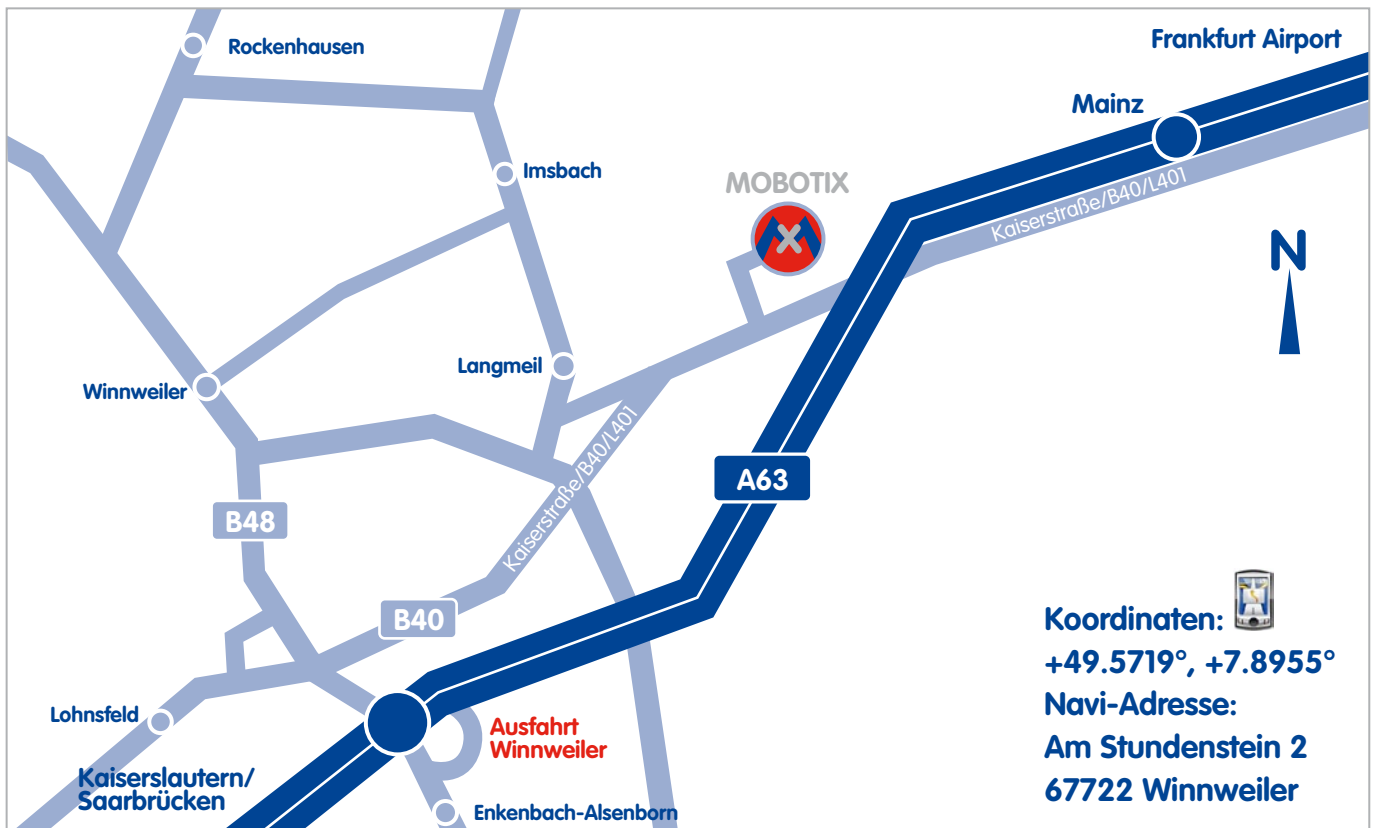 Frankfurt Airport
Rockenhausen
Mainz
Imsbach
MOBOTIX
MX
Kaiserstraße/B40/L401
N
Langmeil
Winnweiler
Kaiserstraße/B40/L401
A63
B48
B40
Koordinaten:
+49.5719°, +7.8955°
Navi-Adresse:
Am Stundenstein 2
67722 Winnweiler
Lohnsfeld
Ausfahrt
Winnweiler
Kaiserslautern/
Saarbrücken
Enkenbach-Alsenborn